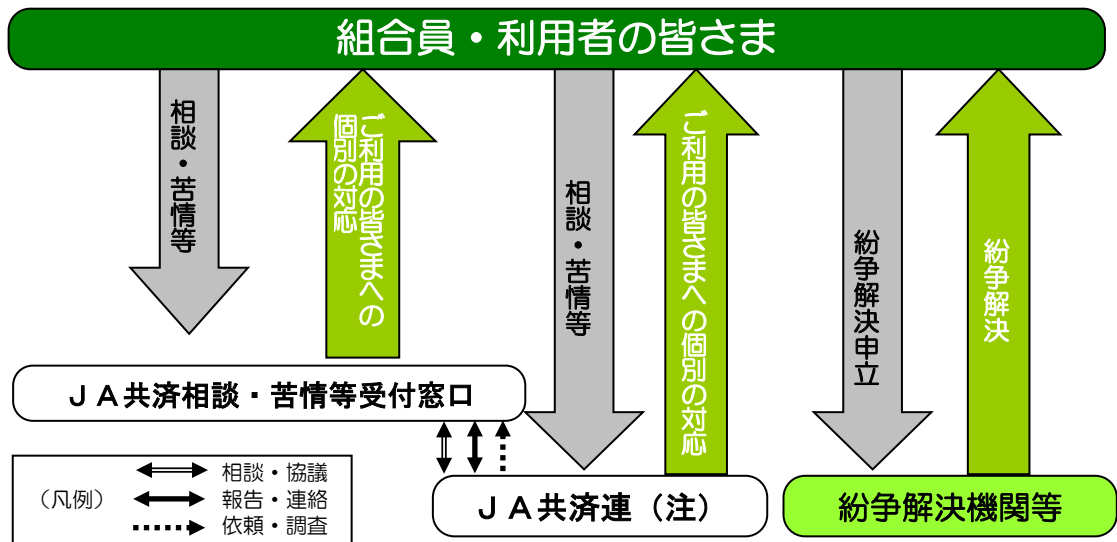 組合員・利用者の皆さま
相談・苦情等
ご利用の皆さまへの
個別の対応
相談・苦情等
ご利用の皆さまへの個別の対応
紛争解決申立
紛争解決
ＪＡ共済相談・苦情等受付窓口
ＪＡ共済連（注）
紛争解決機関等
（凡例）
相談・協議
報告・連絡
依頼・調査